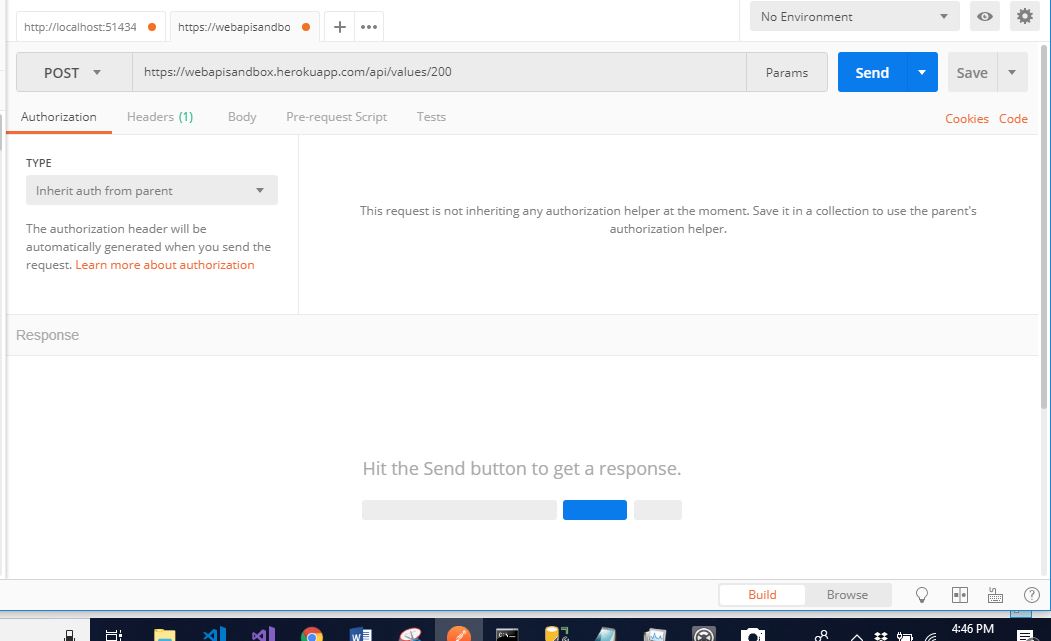 http://localhost:51434
https://webapisandbo
No Environment
POST
https://webapisandbox.herokuapp.com/api/values/200
Params
Send
Save
Authorization
Headers (1)
Body
Pre-request Script
Tests
Cookies
Code
TYPE
Inherit auth from parent
The authorization header will be
automatically generated when you send the
request. Learn more about authorization
This request is not inheriting any authorization helper at the moment. Save it in a collection to use the parent's
authorization helper.
Response
Hit the Send button to get a response.
Build
Browse
4:46 PM